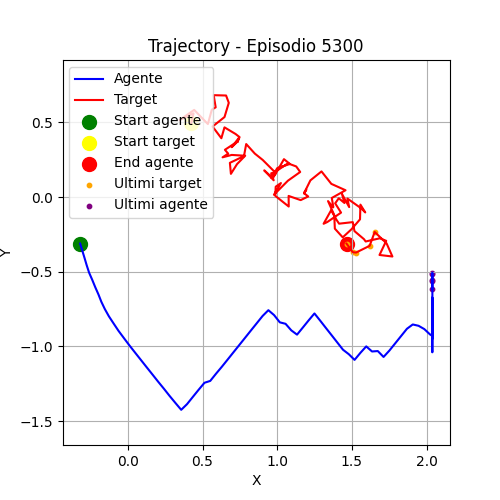 Trajectory - Episodio 5300
Agente
Target
Start agente
Start target
End agente
Ultimi target
Ultimi agente
0.5
0.0
−0.5
−1.0
−1.5
Y
0.0 0.5 1.0 1.5 2.0
X